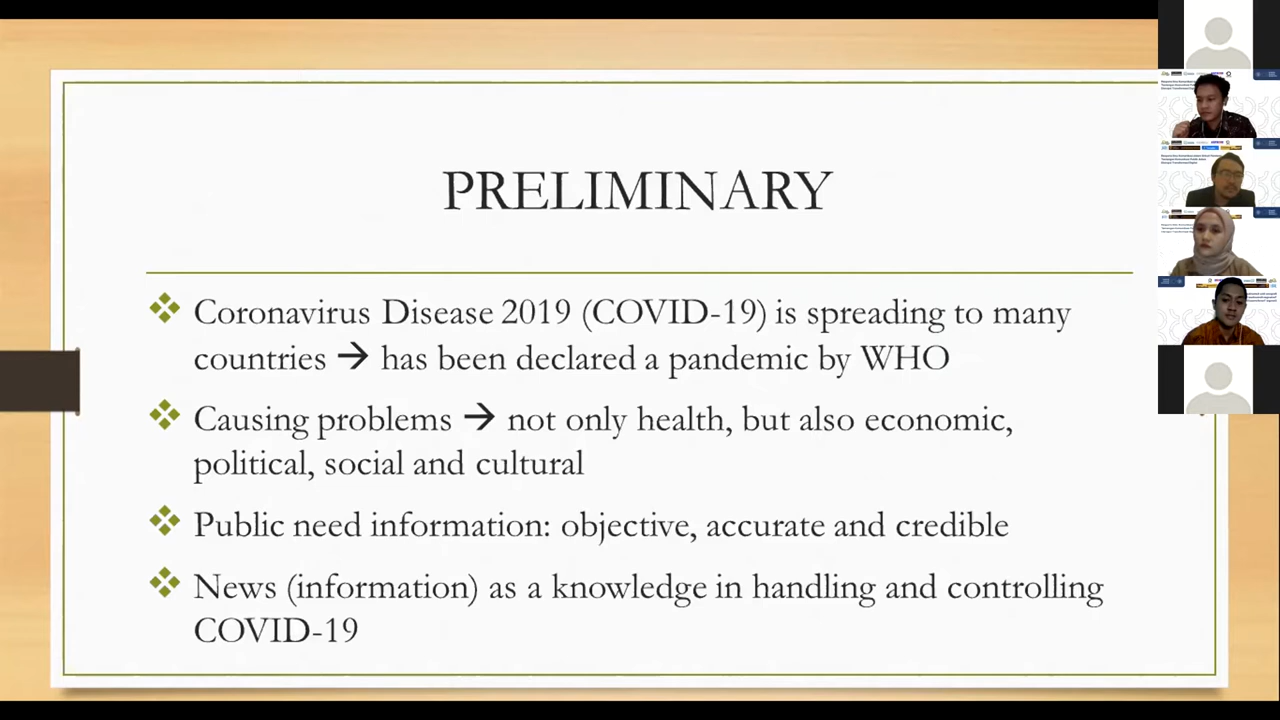 PRELIMINARY
❖ Coronavirus Disease 2019 (COVID-19) is spreading to many
countries → has been declared a pandemic by WHO
❖ Causing problems → not only health, but also economic,
political, social and cultural
❖ Public need information: objective, accurate and credible
❖ News (information) as a knowledge in handling and controlling
COVID-19